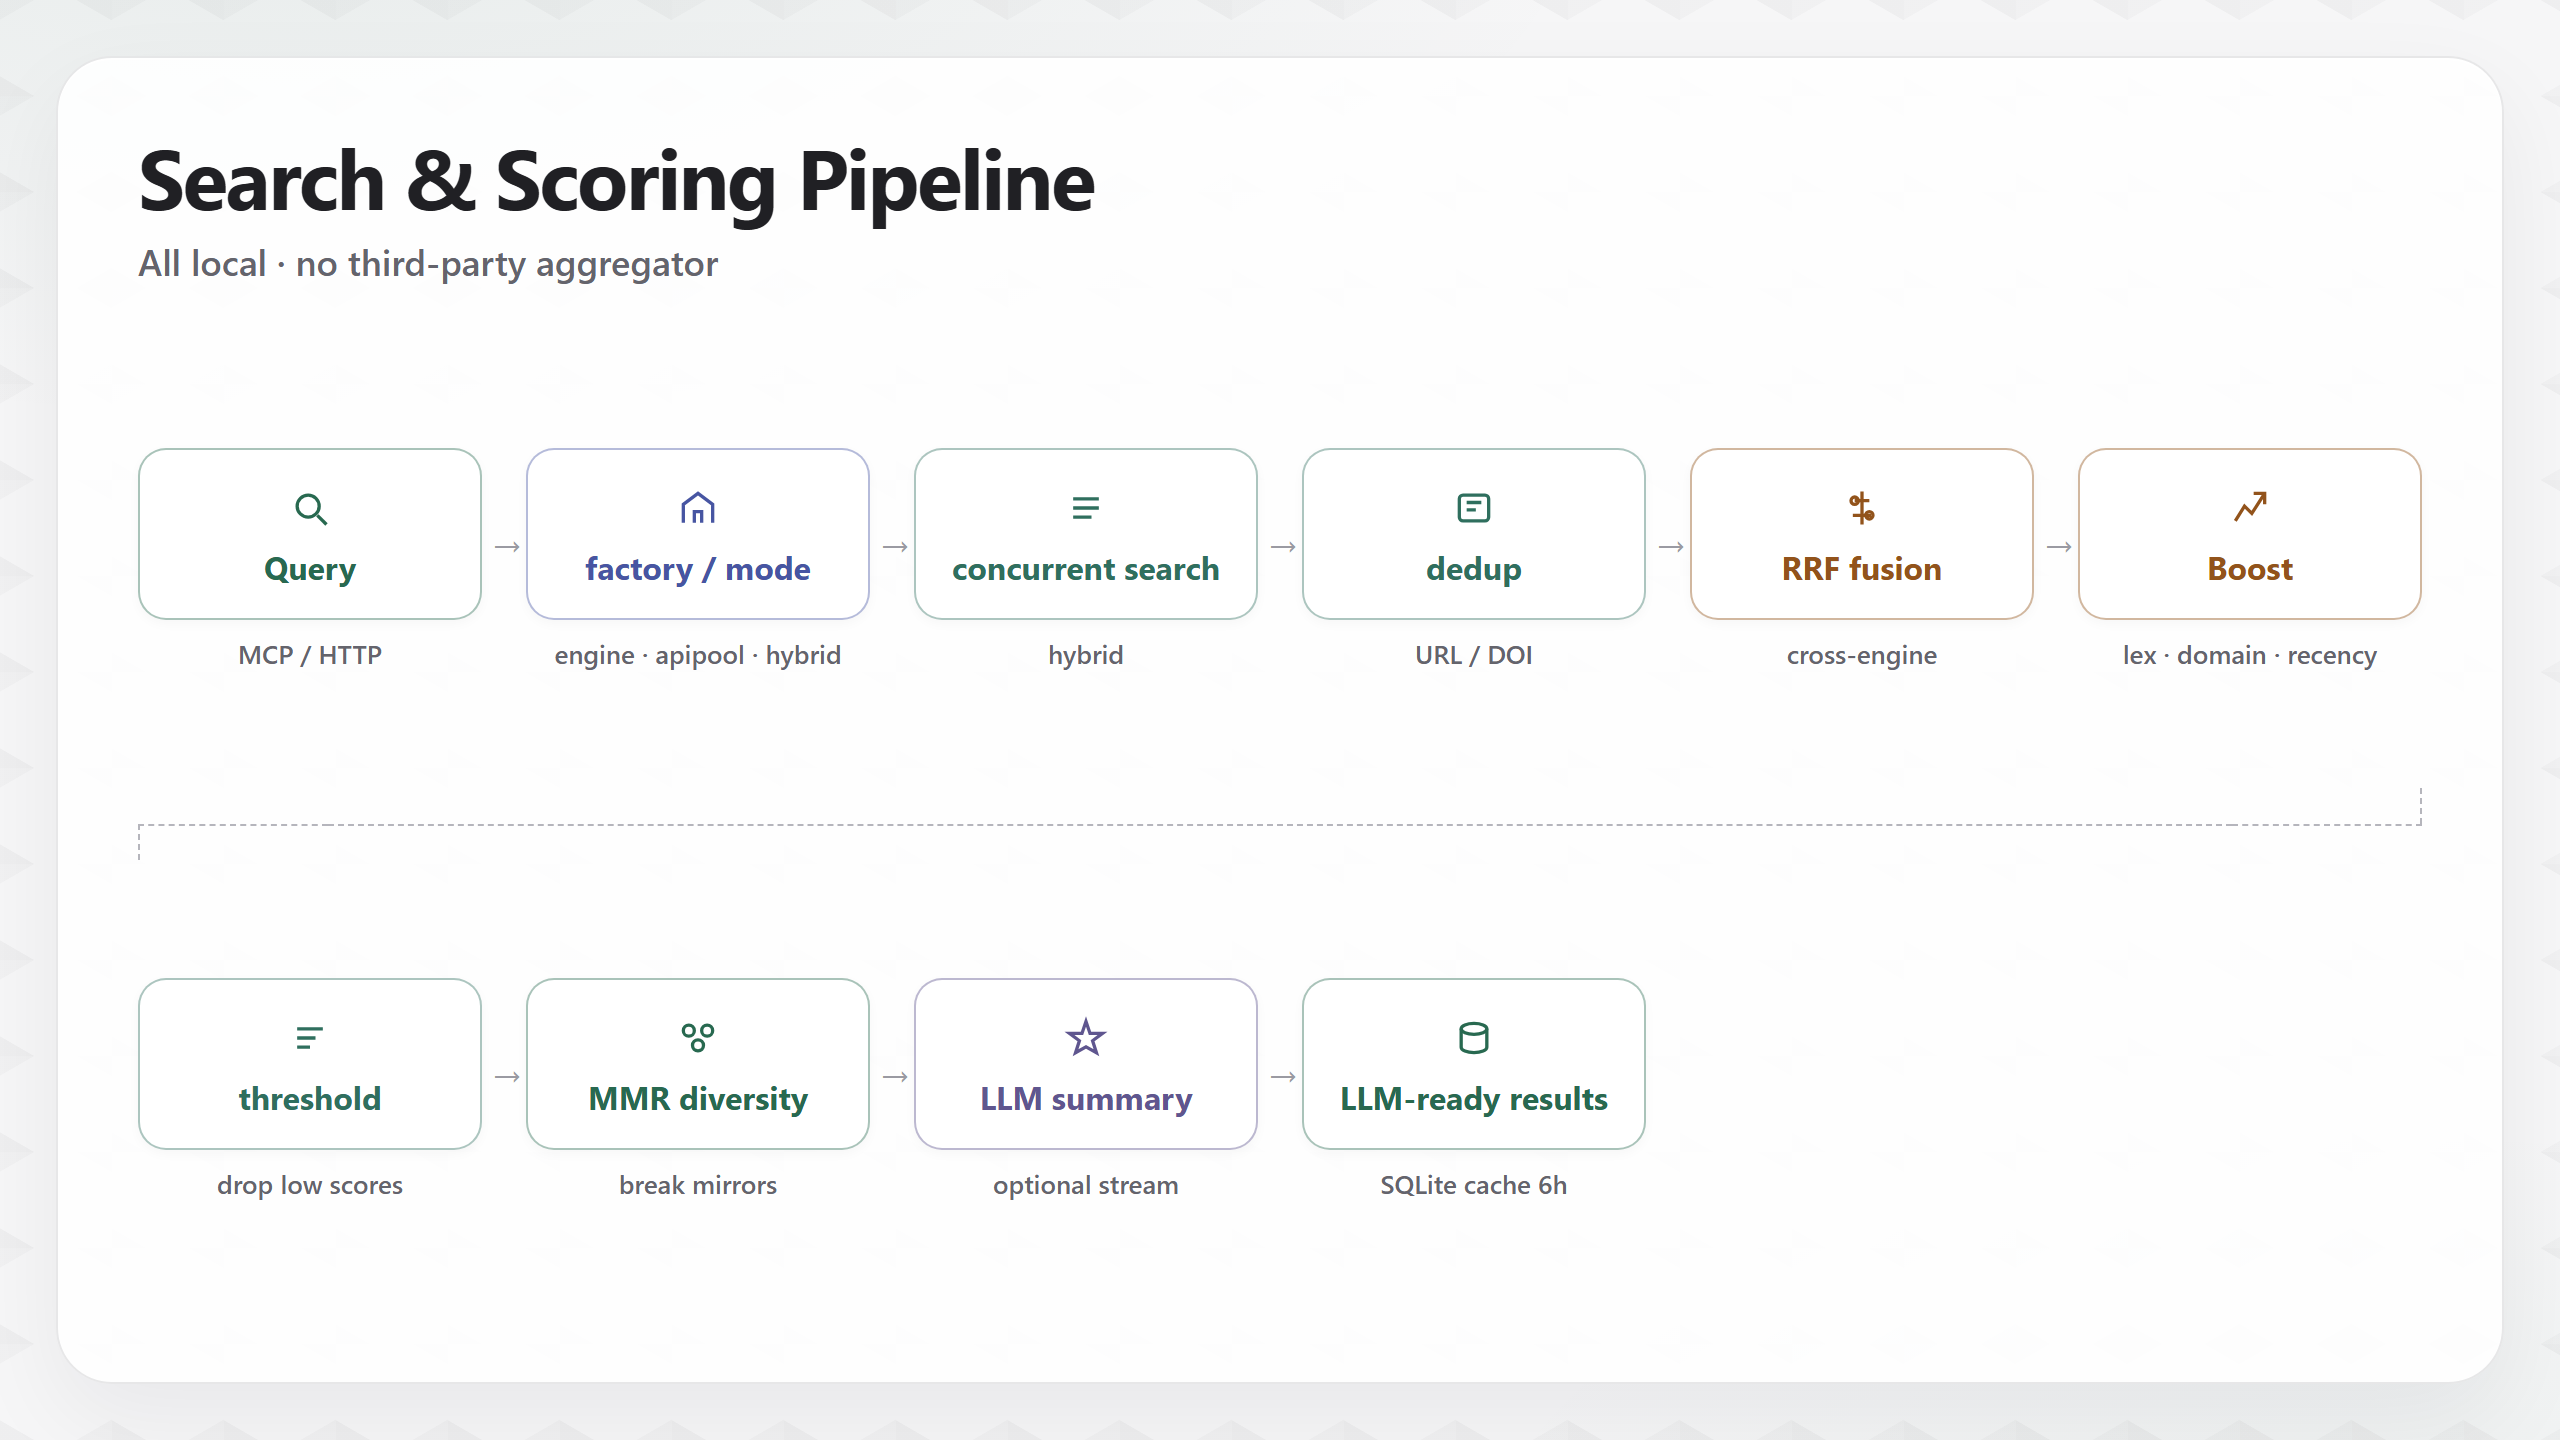 Search & Scoring Pipeline
All local · no third-party aggregator
Query
MCP / HTTP
→
factory / mode
engine · apipool · hybrid
→
concurrent search
hybrid
→
dedup
URL / DOI
→
RRF fusion
cross-engine
→
Boost
lex · domain · recency
threshold
drop low scores
→
MMR diversity
break mirrors
→
LLM summary
optional stream
→
LLM-ready results
SQLite cache 6h